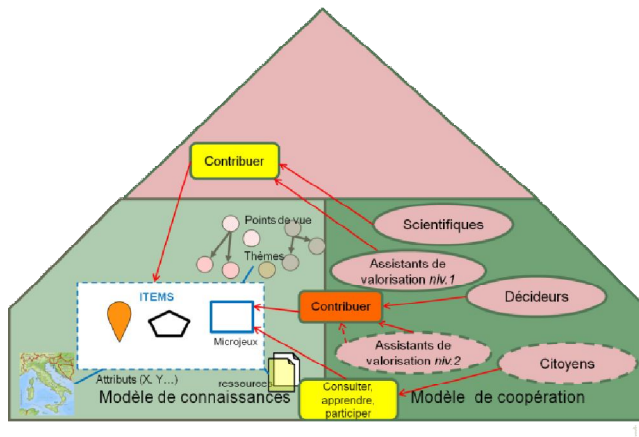 Contribuer
Points de vue
Scientifiques
Thèmes
Assistants de
valorisation niv.1
ITEMS
Contribuer
Décideurs
Microjeux
Assistants de
valorisation niv.2
Citoyens
Attributs (X. Y...)
ressources
Modèle de connaissances
Consulter,
apprendre,
participer
Modèle de coopération
1